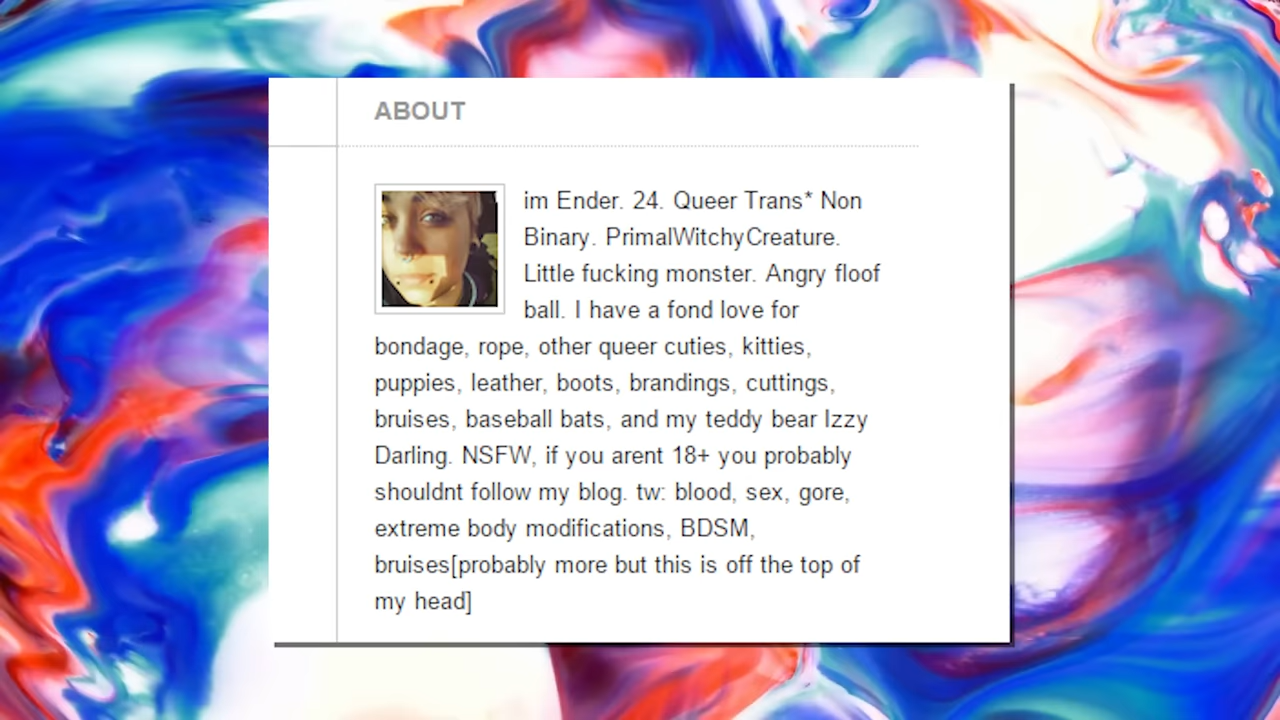 ABOUT
im Ender. 24. Queer Trans* Non
Binary. PrimalWitchyCreature.
Little fucking monster. Angry floof
ball. I have a fond love for
bondage, rope, other queer cuties, kitties,
puppies, leather, boots, brandings, cuttings,
bruises, baseball bats, and my teddy bear Izzy
Darling. NSFW, if you arent 18+ you probably
shouldnt follow my blog. tw: blood, sex, gore,
extreme body modifications, BDSM,
bruises[probably more but this is off the top of
my head]